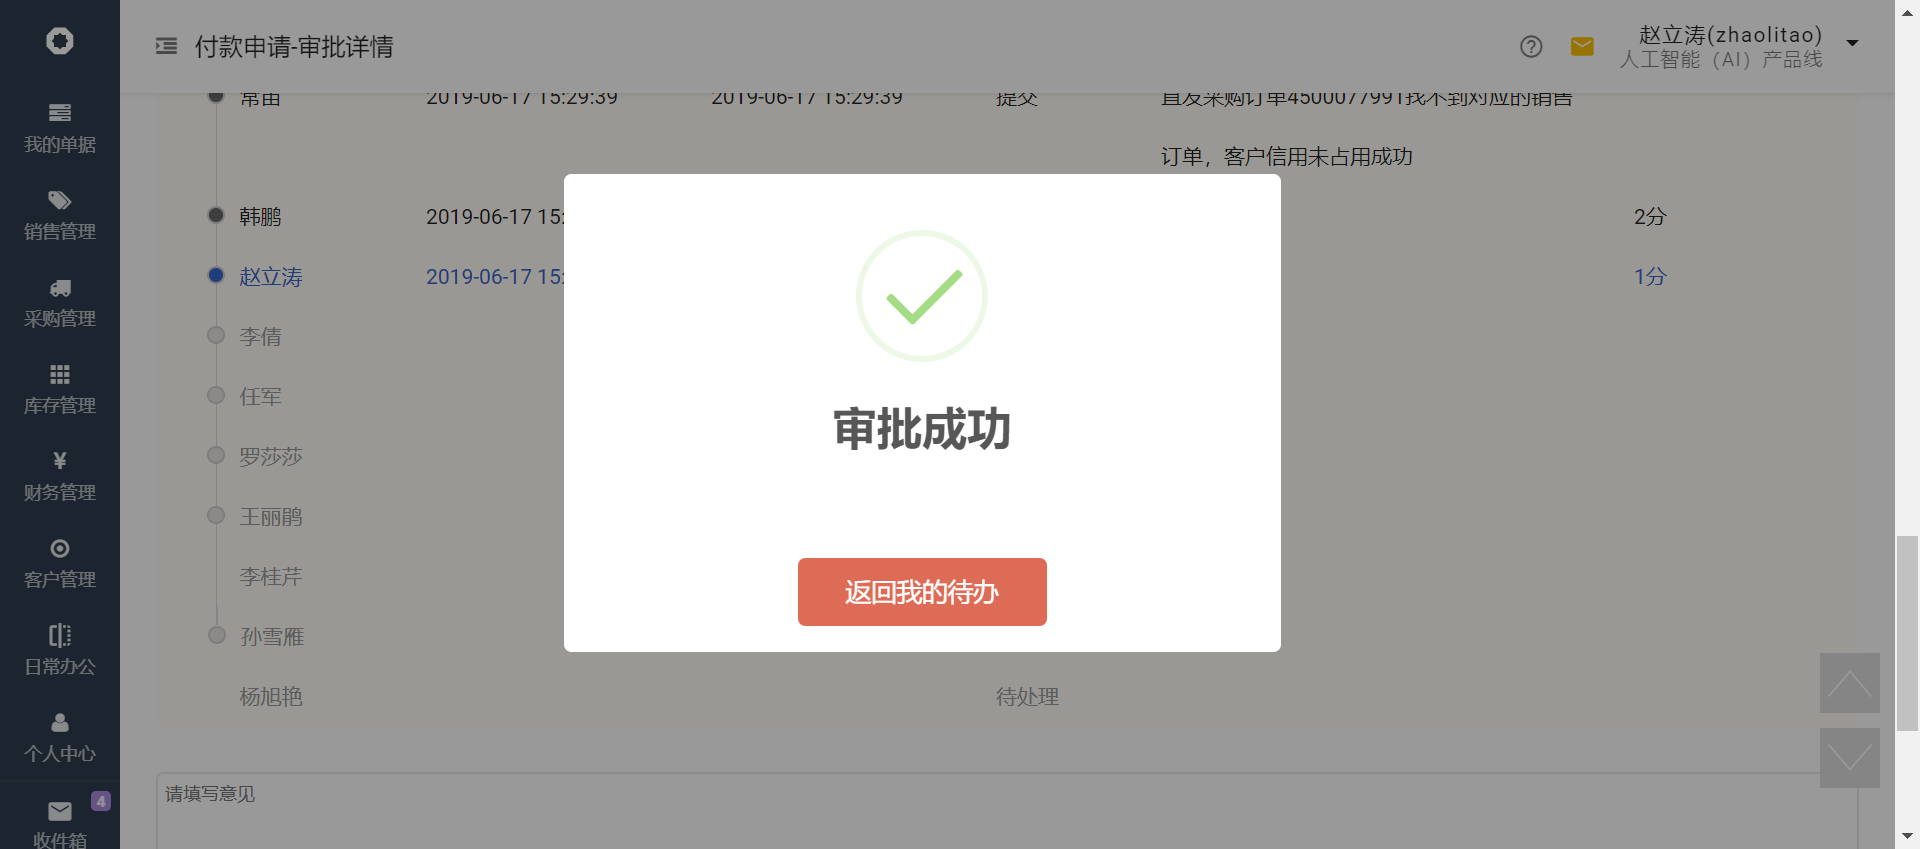 付款申请-审批详情
赵立涛(zhaolitao)
人工智能（AI）产品线
我的单据
销售管理
采购管理
库存管理
¥
财务管理
客户管理
日常办公
个人中心
4
收件箱
常笛 2019-06-17 15:29:39 2019-06-17 15:29:39 提交 直发采购订单4500077991找不到对应的销售
订单，客户信用未占用成功
韩鹏 2019-06-17 15: 2分
赵立涛 2019-06-17 15: 1分
李倩
任军
罗莎莎
王丽鹃
李桂芹
孙雪雁
杨旭艳 待处理
审批成功
返回我的待办
请填写意见